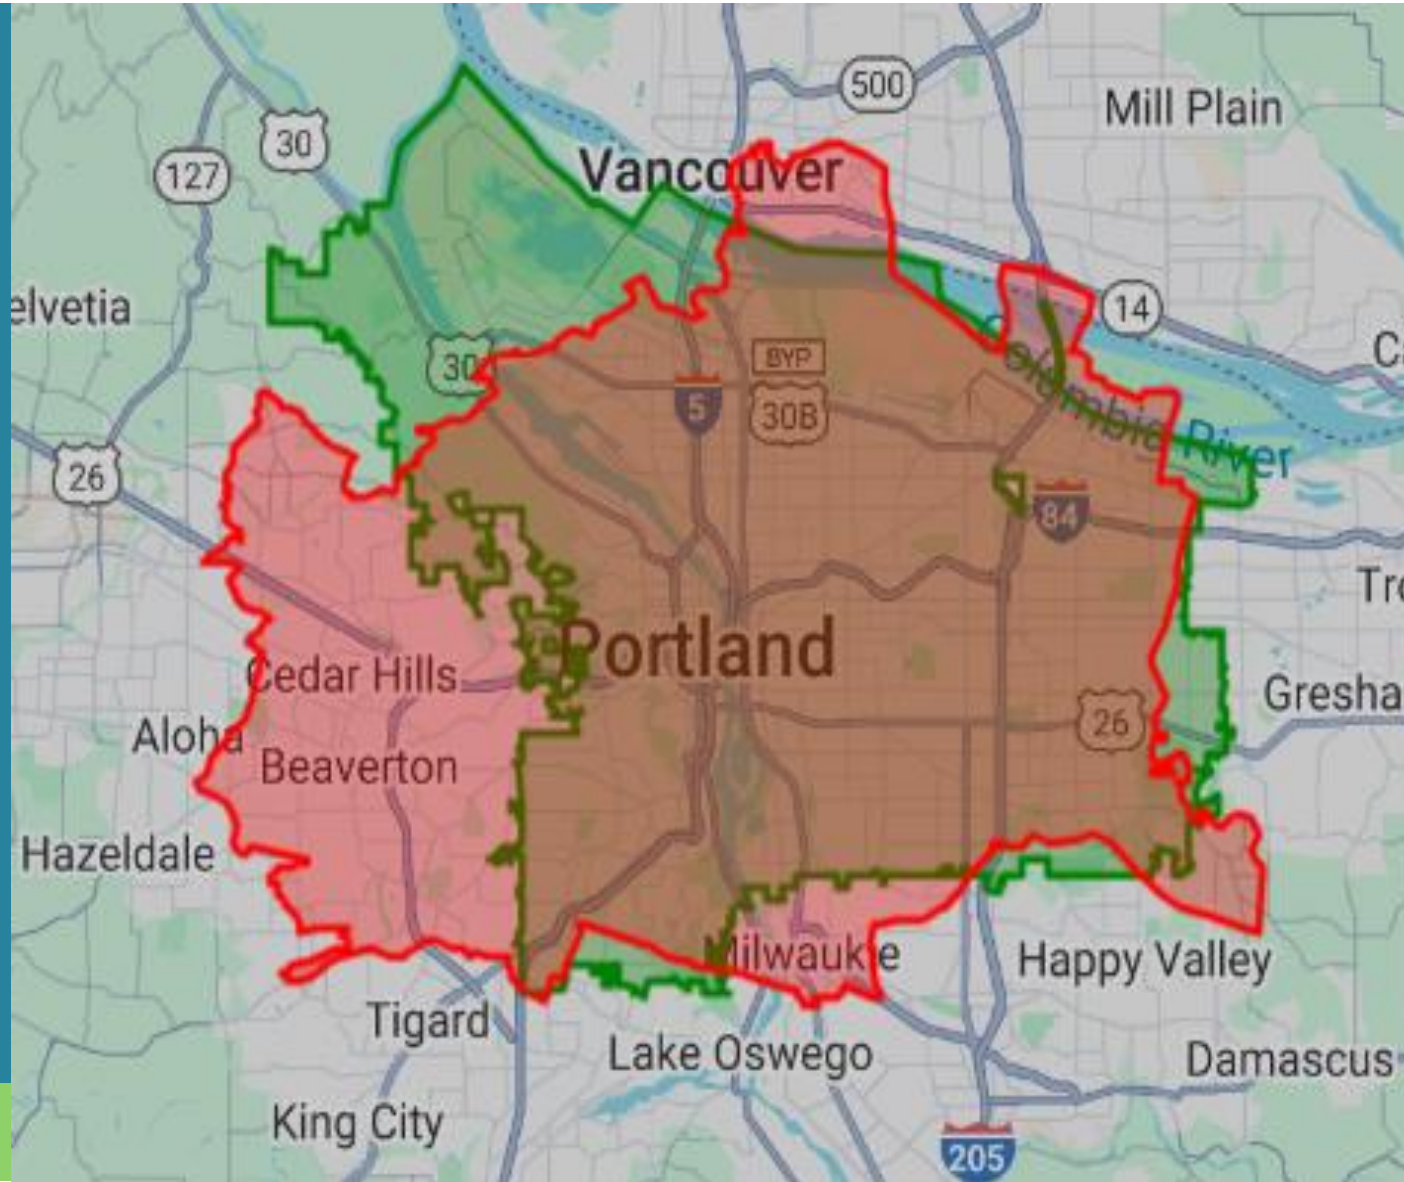 500
Mill Plain
30
127
Vancouver
elvetia
14
30
BYP
30B
5
Columbia River
26
84
Portland
Cedar Hills
Aloha
Beaverton
26
Gresha
Hazeldale
Milwaukie
Happy Valley
Tigard
Lake Oswego
Damascus
King City
205